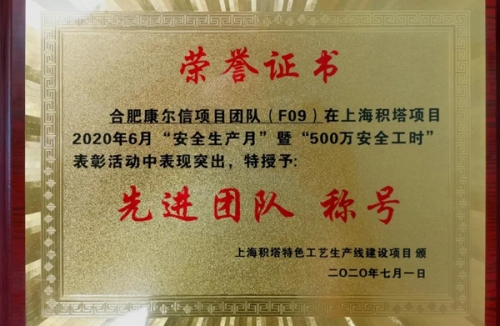 荣誉证书
合肥康尔信项目团队（F09）在上海积塔项目
2020年6月“安全生产月”暨“500万安全工时”
表彰活动中表现突出，特授予：
先进团队 称号
上海积塔特色工艺生产线建设项目 颁
二〇二〇年七月一日